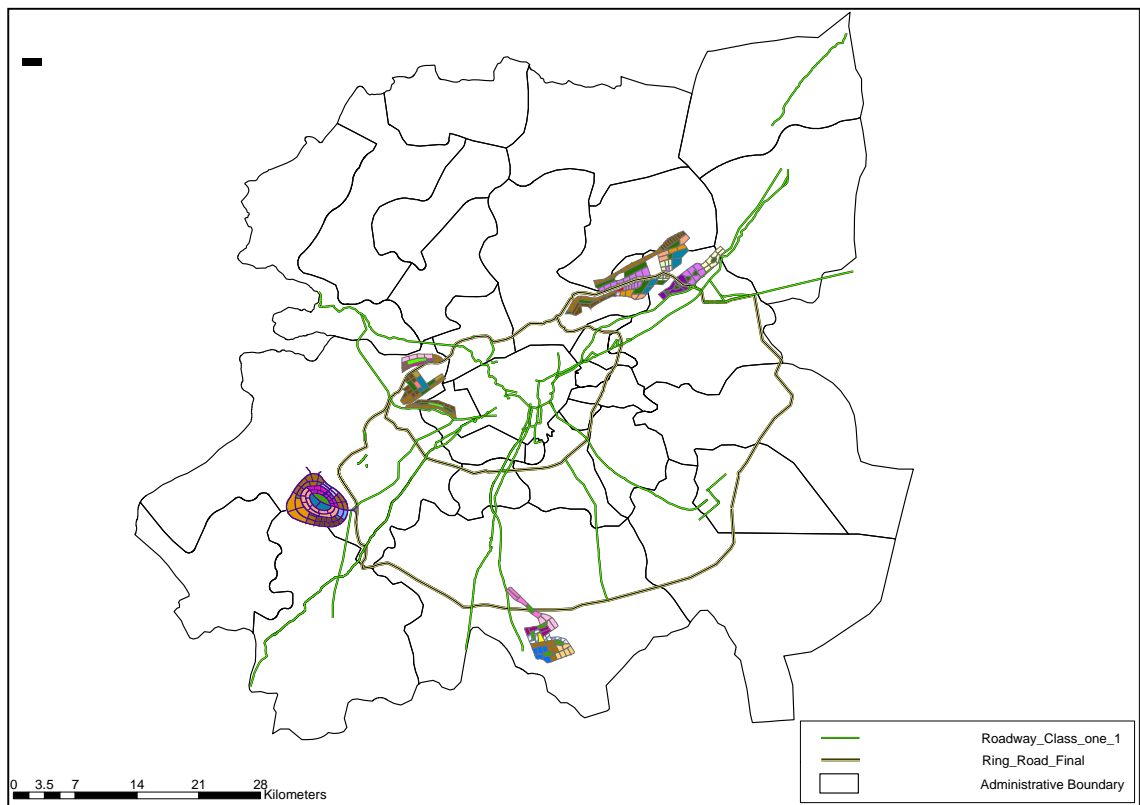 Roadway_Class_one_1
Ring_Road_Final
Administrative Boundary
0 3.5 7 14 21 28
Kilometers